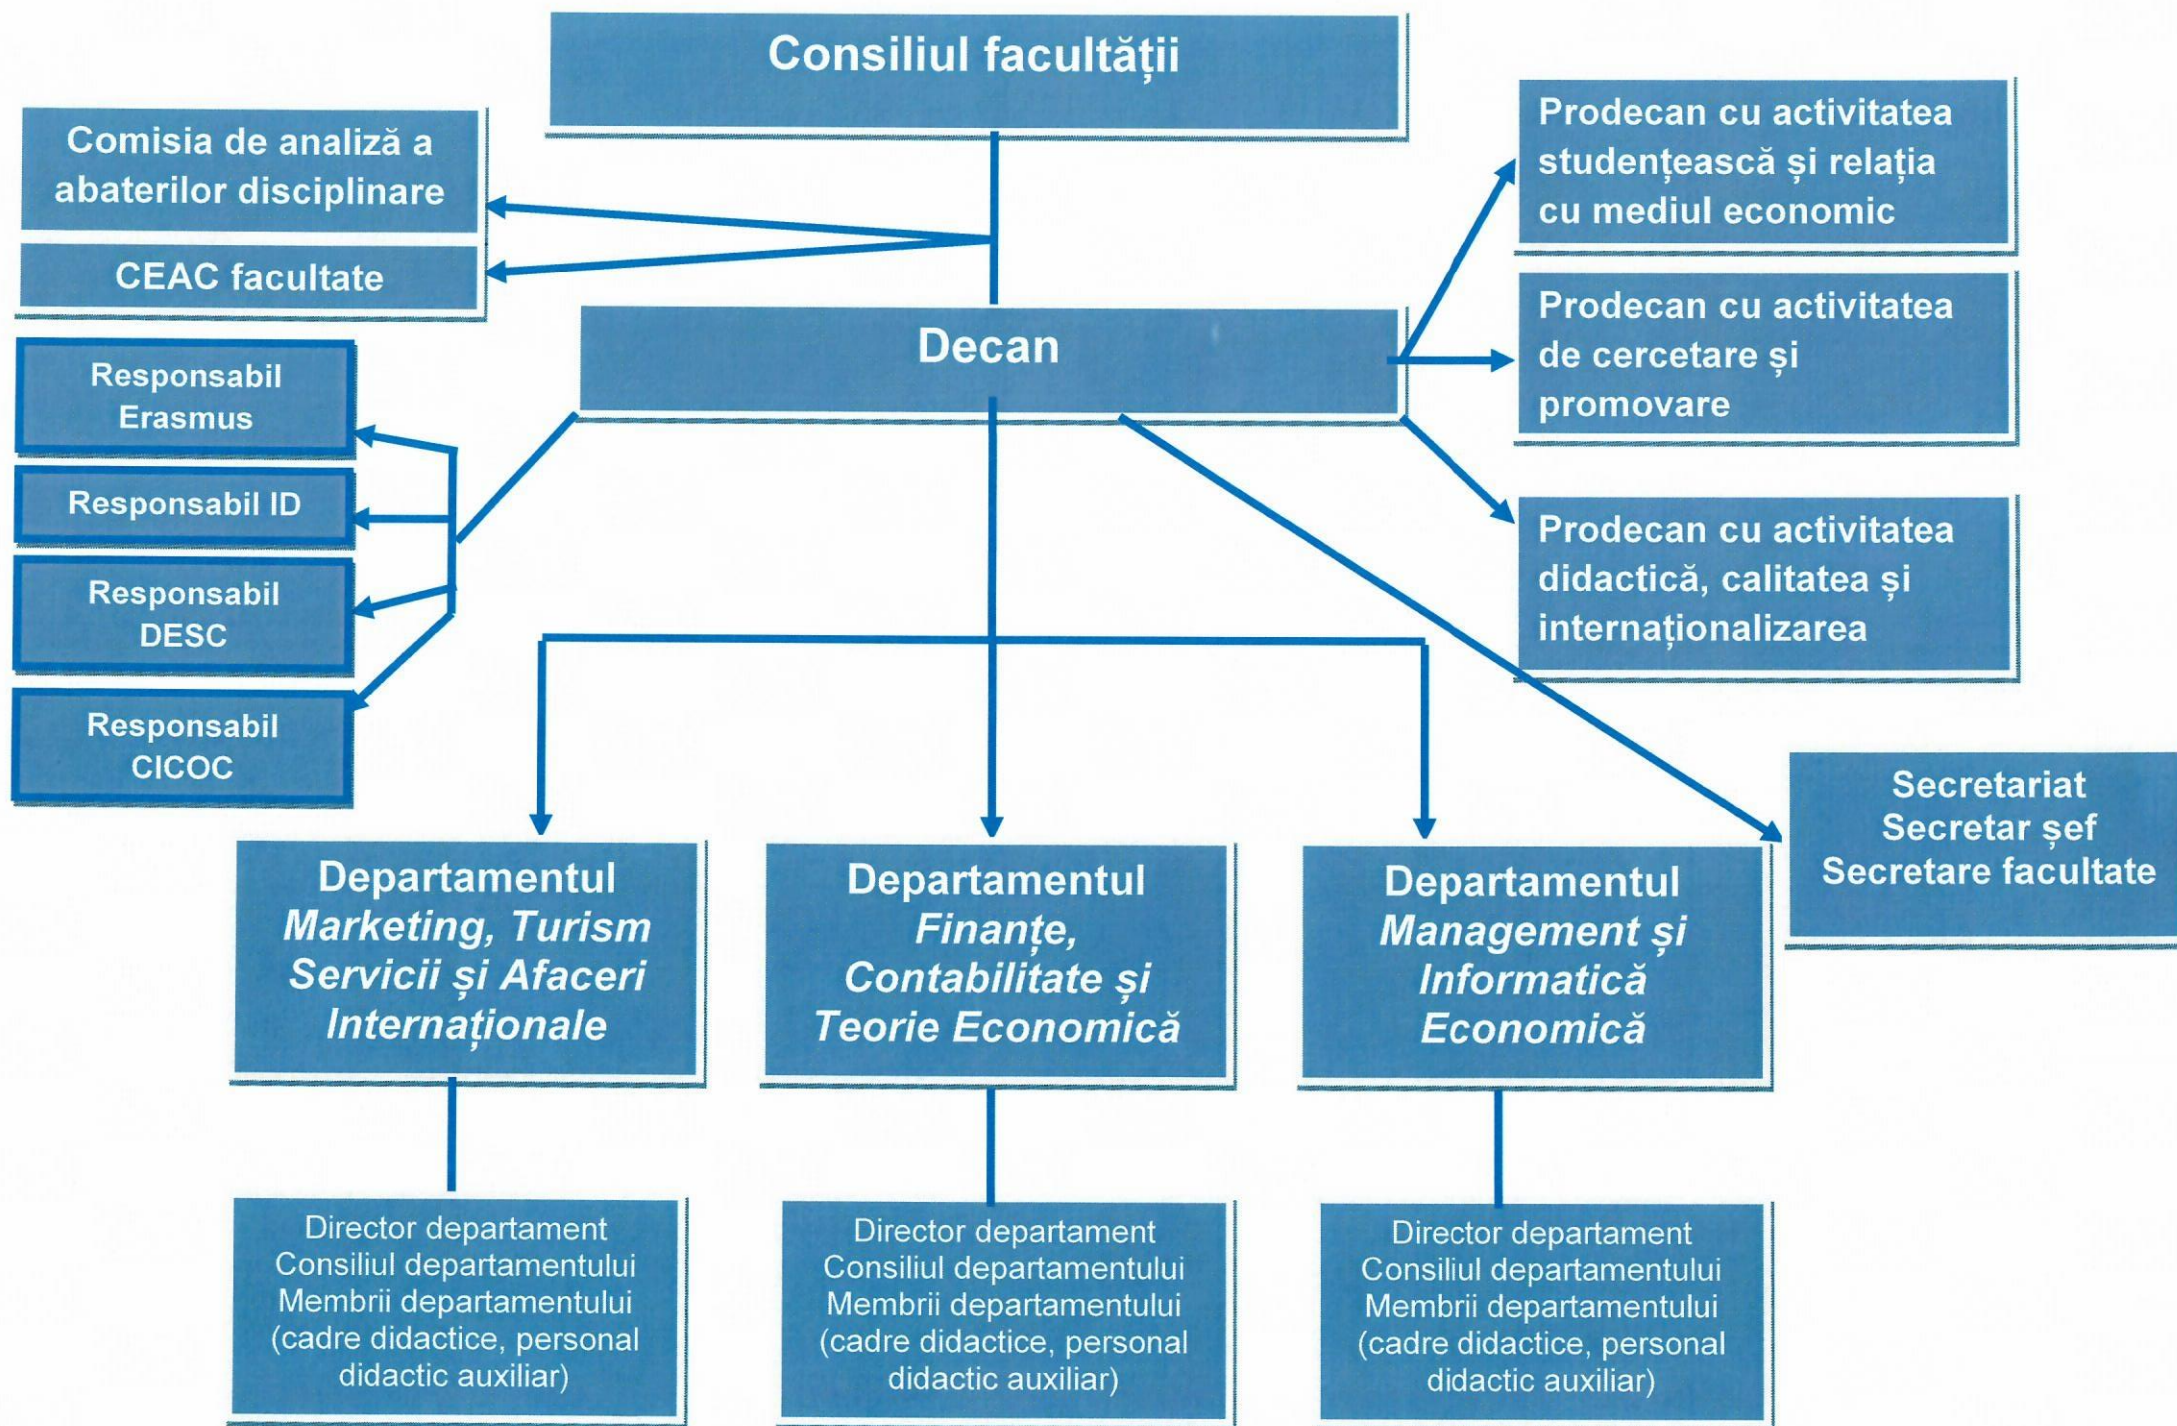 Consiliul facultății
Comisia de analiză a
abaterilor disciplinare
CEAC facultate
Prodecan cu activitatea
studențească și relația
cu mediul economic
Decan
Prodecan cu activitatea
de cercetare și
promovare
Prodecan cu activitatea
didactică, calitatea și
internaționalizarea
Responsabil
Erasmus
Responsabil ID
Responsabil
DESC
Responsabil
CICOC
Secretariat
Secretar șef
Secretare facultate
Departamentul
Marketing, Turism
Servicii și Afaceri
Internaționale
Departamentul
Finanțe,
Contabilitate și
Teorie Economică
Departamentul
Management și
Informatică
Economică
Director departament
Consiliul departamentului
Membrii departamentului
(cadre didactice, personal
didactic auxiliar)
Director departament
Consiliul departamentului
Membrii departamentului
(cadre didactice, personal
didactic auxiliar)
Director departament
Consiliul departamentului
Membrii departamentului
(cadre didactice, personal
didactic auxiliar)